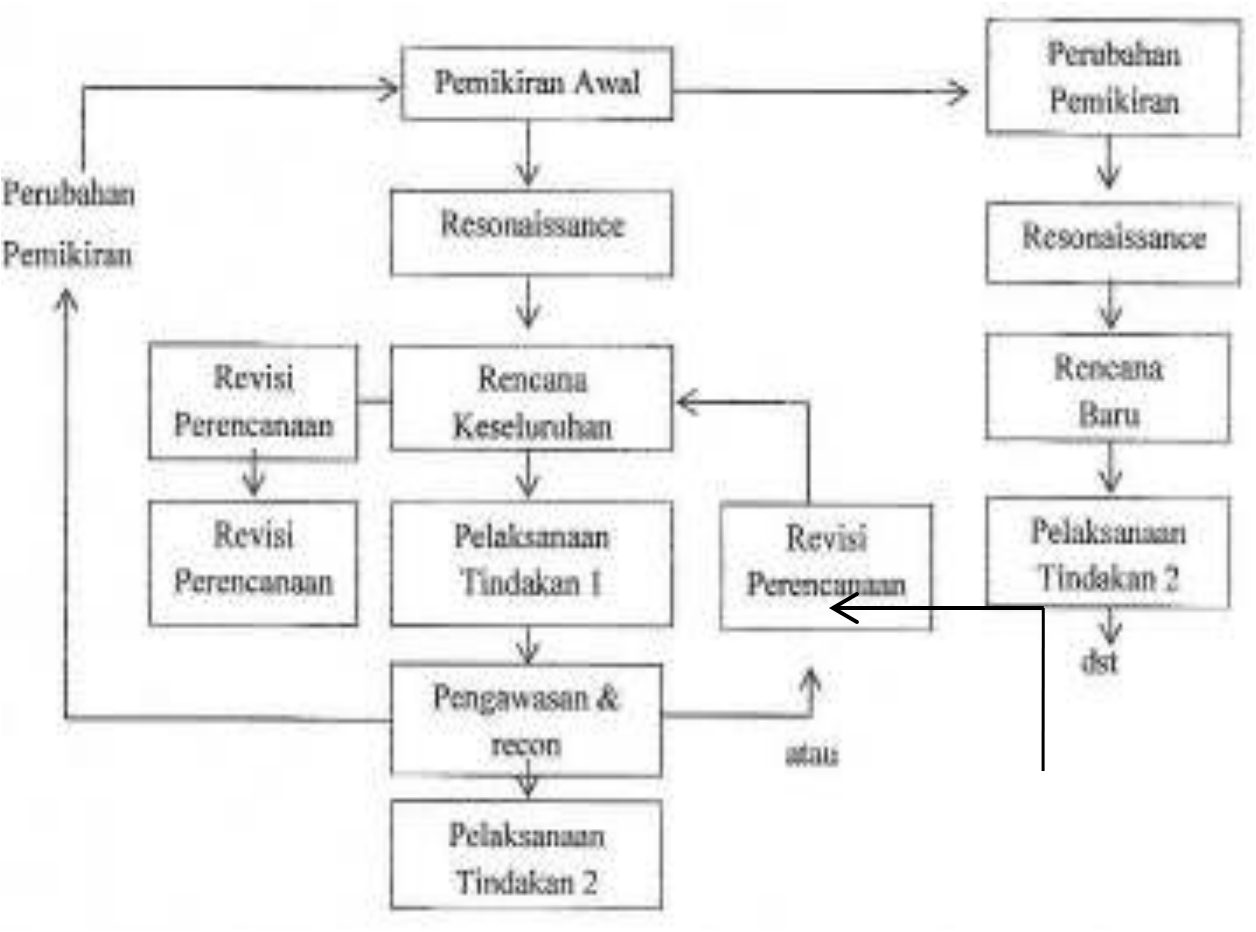 Pemikiran Awal
Perubahan
Pemikiran
Perubahan
Pemikiran
Resonaissance
Resonaissance
Revisi
Perencanaan
Rencana
Keseluruhan
Rencana
Baru
Revisi
Perencanaan
Pelaksanaan
Tindakan 1
Revisi
Perencanaan
Pelaksanaan
Tindakan 2
dst
Pengawasan &
recon
atau
Pelaksanaan
Tindakan 2